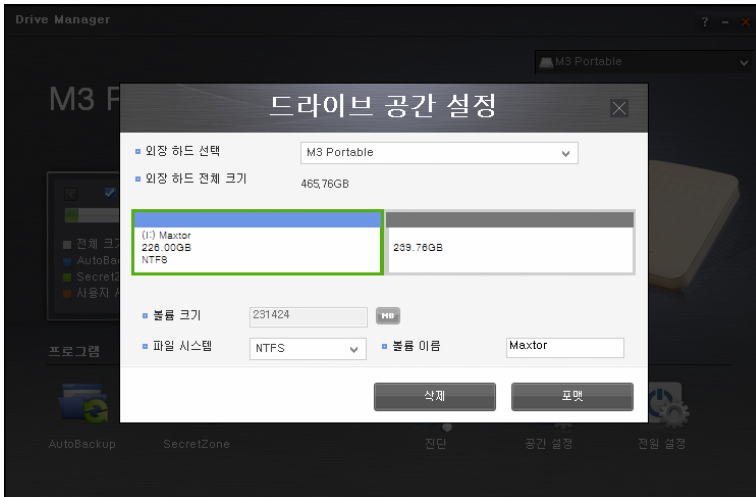 Drive Manager
? -
M3 Portable
M3 P
드라이브 공간 설정
외장 하드 선택
M3 Portable
외장 하드 전체 크기
465,76GB
(I:) Maxtor
226.00GB
NTFS
239.76GB
전체 크기
AutoBa
SecretZ
사용자 사
볼륨 크기
231424
MB
파일 시스템
NTFS
볼륨 이름
Maxtor
프로그램
삭제
포맷
AutoBackup
SecretZone
진단
공간 설정
전원 설정